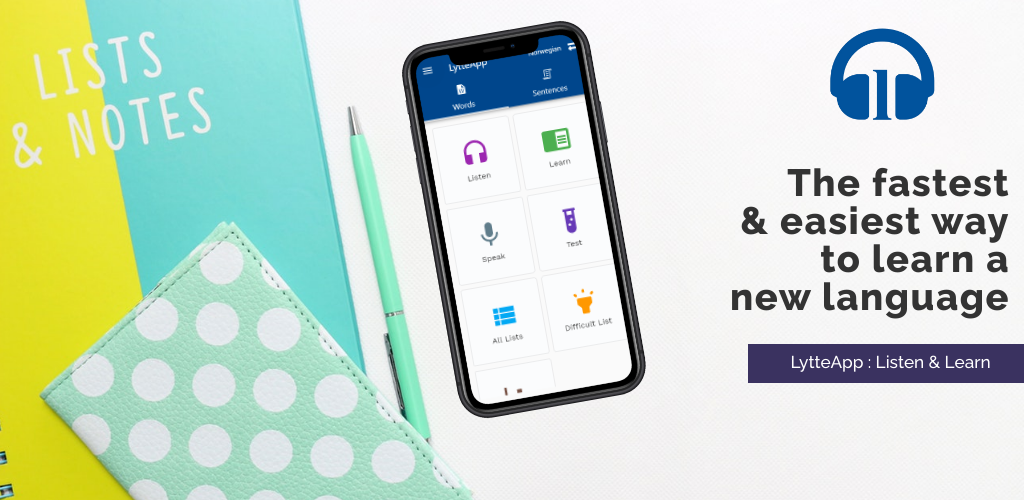 LISTS
& NOTES
LytteApp
Norwegian
Words
Sentences
Listen
Learn
Speak
Test
All Lists
Difficult List
The fastest
& easiest way
to learn a
new language
LytteApp : Listen & Learn